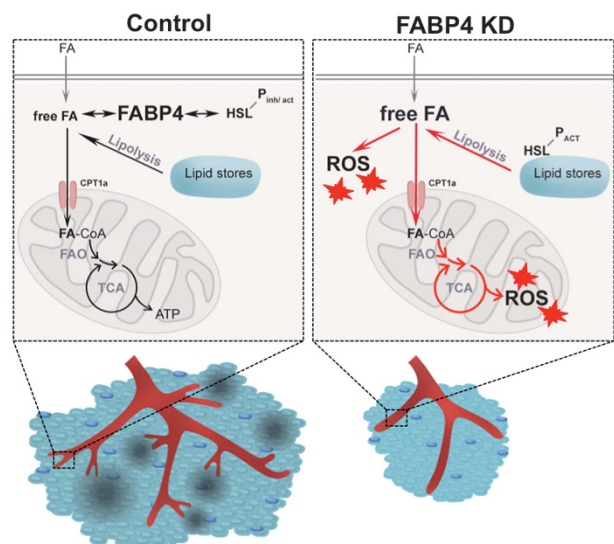 Control
FA
free FA
FABP4
HSL
P inh/ act
Lipolysis
Lipid stores
CPT1a
FA-CoA
FAO
TCA
ATP
FABP4 KD
FA
free FA
Lipolysis
HSL
P ACT
Lipid stores
ROS
CPT1a
FA-CoA
FAO
TCA
ROS